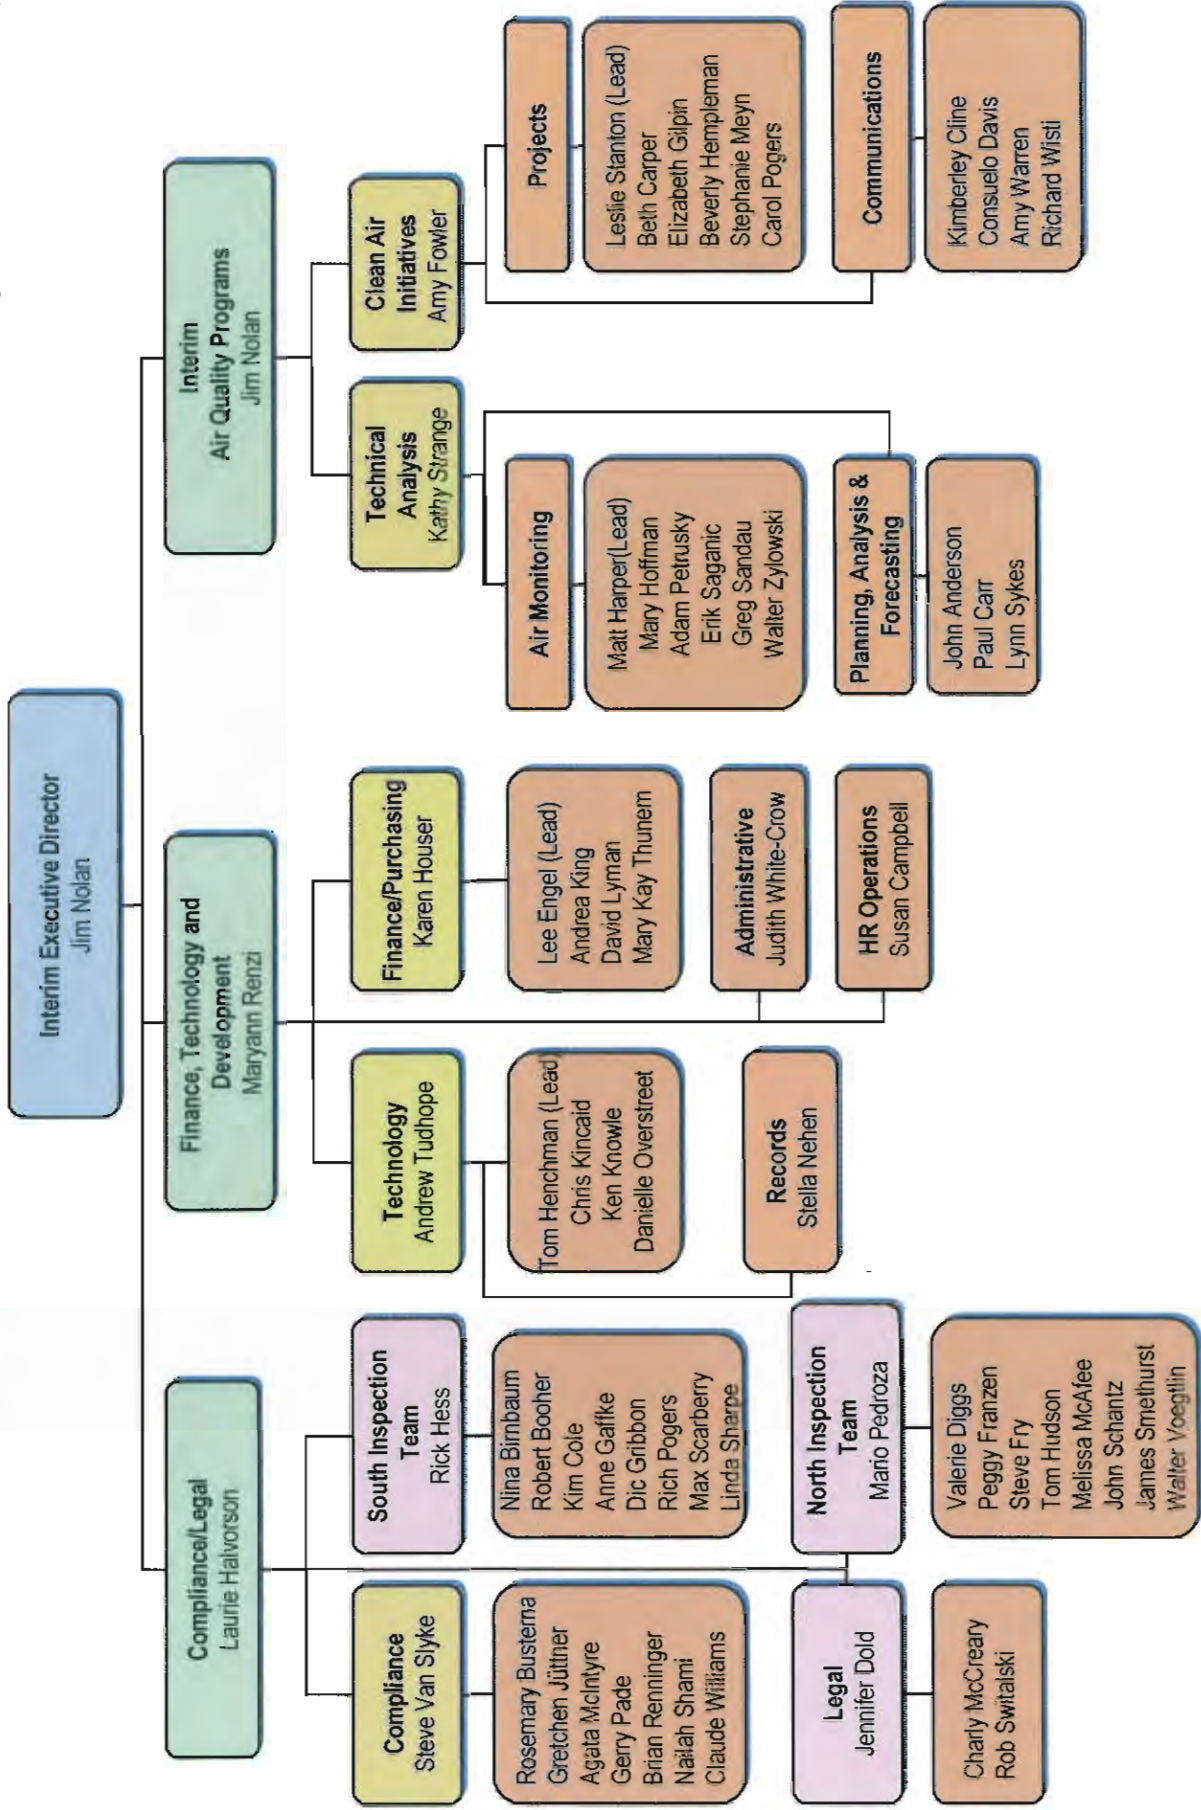 Interim Executive Director
Jim Nolan
Compliance/Legal
Laurie Halvorson
Finance, Technology and
Development
Maryann Renzi
Interim
Air Quality Programs
Jim Nolan
Compliance
Steve Van Slyke
Rosemary Busterna
Gretchen Jüttner
Agata McIntyre
Gerry Pade
Brian Renninger
Nailah Shami
Claude Williams
South Inspection
Team
Rick Hess
Nina Birnbaum
Robert Booher
Kim Cole
Anne Gaffke
Dic Gribbon
Rich Pogers
Max Scarberry
Linda Sharpe
Legal
Jennifer Dold
Charly McCreary
Rob Switalski
North Inspection
Team
Mario Pedroza
Valerie Diggs
Peggy Franzen
Steve Fry
Tom Hudson
Melissa McAfee
John Schantz
James Smethurst
Walter Voegtlin
Technology
Andrew Tudhope
Tom Henchman (Lead)
Chris Kincaid
Ken Knowle
Danielle Overstreet
Records
Stella Nehen
Finance/Purchasing
Karen Houser
Lee Engel (Lead)
Andrea King
David Lyman
Mary Kay Thunem
Administrative
Judith White-Crow
HR Operations
Susan Campbell
Technical
Analysis
Kathy Strange
Air Monitoring
Matt Harper(Lead)
Mary Hoffman
Adam Petrusky
Erik Saganic
Greg Sandau
Walter Zylowski
Planning, Analysis &
Forecasting
John Anderson
Paul Carr
Lynn Sykes
Clean Air
Initiatives
Amy Fowler
Projects
Leslie Stanton (Lead)
Beth Carper
Elizabeth Gilpin
Beverly Hempleman
Stephanie Meyn
Carol Pogers
Communications
Kimberley Cline
Consuelo Davis
Amy Warren
Richard Wisti